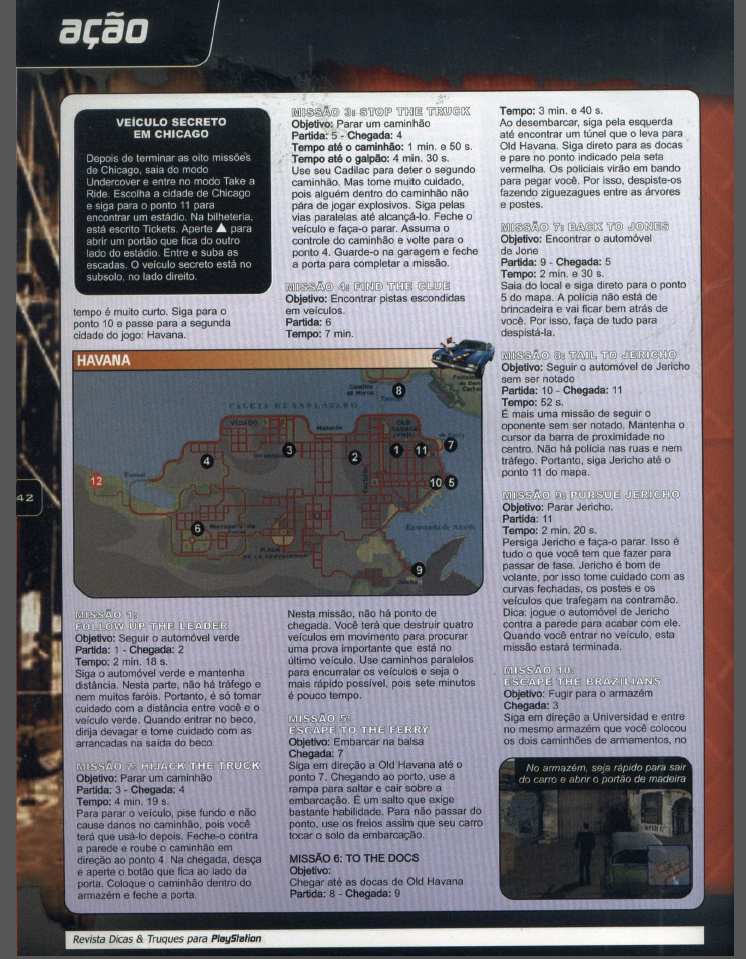 ação
VEÍCULO SECRETO
EM CHICAGO
Depois de terminar as oito missões
de Chicago, saia do modo
Undercover e entre no modo Take a
Ride. Escolha a cidade de Chicago
e siga para o ponto 11 para
encontrar um estádio. Na bilheteria,
está escrito Tickets. Aperte ▲ para
abrir um portão que fica do outro
lado do estádio. Entre e suba as
escadas. O veículo secreto está no
subsolo, no lado direito.
tempo é muito curto. Siga para o
ponto 10 e passe para a segunda
cidade do jogo: Havana.
MISSÃO 3: STOP THE TRUCK
Objetivo: Parar um caminhão
Partida: 5 - Chegada: 4
Tempo até o caminhão: 1 min. e 50 s.
Tempo até o galpão: 4 min. 30 s.
Use seu Cadilac para deter o segundo
caminhão. Mas tome muito cuidado,
pois alguém dentro do caminhão não
pára de jogar explosivos. Siga pelas
vias paralelas até alcançá-lo. Feche o
veículo e faça-o parar. Assuma o
controle do caminhão e volte para o
ponto 4. Guarde-o na garagem e feche
a porta para completar a missão.
MISSÃO 4: FIND THE CLUE
Objetivo: Encontrar pistas escondidas
em veículos.
Partida: 6
Tempo: 7 min.
HAVANA
CALETA DE SAN LAZARO
VEDADO
Malecón
OLD
HAVANA
Ferry
Tunnel
PLAZA
DE LA REVOLUCION
8
4
3
2
1
11
7
12
10
5
6
9
MISSÃO 1:
FOLLOW UP THE LEADER
Objetivo: Seguir o automóvel verde
Partida: 1 - Chegada: 2
Tempo: 2 min. 18 s.
Siga o automóvel verde e mantenha
distância. Nesta parte, não há tráfego e
nem muitos faróis. Portanto, é só tomar
cuidado com a distância entre você e o
veículo verde. Quando entrar no beco,
dirija devagar e tome cuidado com as
arrancadas na saída do beco.
MISSÃO 2: HIJACK THE TRUCK
Objetivo: Parar um caminhão
Partida: 3 - Chegada: 4
Tempo: 4 min. 19 s.
Para parar o veículo, pise fundo e não
cause danos no caminhão, pois você
terá que usá-lo depois. Feche-o contra
a parede e roube o caminhão em
direção ao ponto 4. Na chegada, desça
e aperte o botão que fica ao lado da
porta. Coloque o caminhão dentro do
armazém e feche a porta.
Nesta missão, não há ponto de
chegada. Você terá que destruir quatro
veículos em movimento para procurar
uma prova importante que está no
último veículo. Use caminhos paralelos
para encurralar os veículos e seja o
mais rápido possível, pois sete minutos
é pouco tempo.
MISSÃO 5:
ESCAPE TO THE FERRY
Objetivo: Embarcar na balsa
Chegada: 7
Siga em direção a Old Havana até o
ponto 7. Chegando ao porto, use a
rampa para saltar e cair sobre a
embarcação. É um salto que exige
bastante habilidade. Para não passar do
ponto, use os freios assim que seu carro
tocar o solo da embarcação.
MISSÃO 6: TO THE DOCS
Objetivo:
Chegar até as docas de Old Havana
Partida: 8 - Chegada: 9
Tempo: 3 min. e 40 s.
Ao desembarcar, siga pela esquerda
até encontrar um túnel que o leva para
Old Havana. Siga direto para as docas
e pare no ponto indicado pela seta
vermelha. Os policiais virão em bando
para pegar você. Por isso, despiste-os
fazendo ziguezagues entre as árvores
e postes.
MISSÃO 7: BACK TO JONES
Objetivo: Encontrar o automóvel
de Jone
Partida: 9 - Chegada: 5
Tempo: 2 min. e 30 s.
Saia do local e siga direto para o ponto
5 do mapa. A polícia não está de
brincadeira e vai ficar bem atrás de
você. Por isso, faça de tudo para
despistá-la.
MISSÃO 8: TAIL TO JERICHO
Objetivo: Seguir o automóvel de Jericho
sem ser notado
Partida: 10 - Chegada: 11
Tempo: 52 s.
É mais uma missão de seguir o
oponente sem ser notado. Mantenha o
cursor da barra de proximidade no
centro. Não há polícia nas ruas e nem
tráfego. Portanto, siga Jericho até o
ponto 11 do mapa.
MISSÃO 9: PURSUE JERICHO
Objetivo: Parar Jericho.
Partida: 11
Tempo: 2 min. 20 s.
Persiga Jericho e faça-o parar. Isso é
tudo o que você tem que fazer para
passar de fase. Jericho é bom de
volante, por isso tome cuidado com as
curvas fechadas, os postes e os
veículos que trafegam na contramão.
Dica: jogue o automóvel de Jericho
contra a parede para acabar com ele.
Quando você entrar no veículo, esta
missão estará terminada.
MISSÃO 10:
ESCAPE THE BRAZILIANS
Objetivo: Fugir para o armazém
Chegada: 3
Siga em direção a Universidad e entre
no mesmo armazém que você colocou
os dois caminhões de armamentos, no
No armazém, seja rápido para sair
do carro e abrir o portão de madeira
42
Revista Dicas & Truques para PlayStation